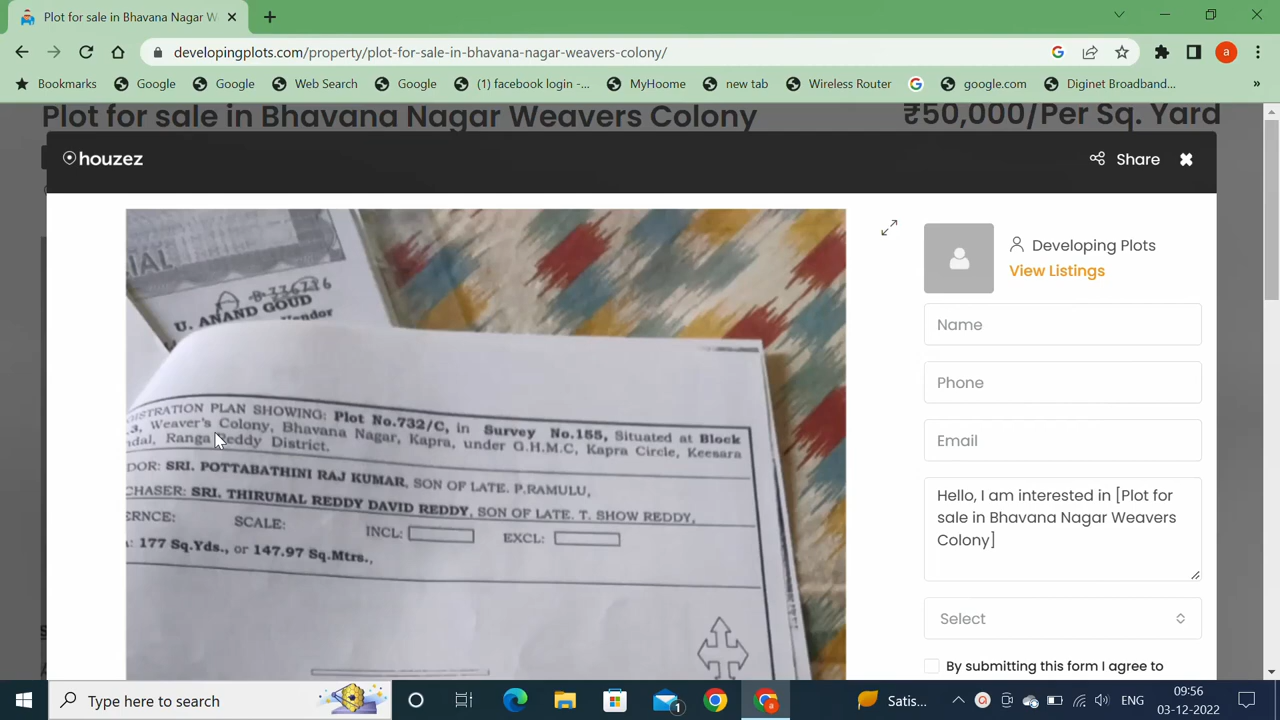 Plot for sale in Bhavana Nagar W
developingplots.com/property/plot-for-sale-in-bhavana-nagar-weavers-colony/
a
Bookmarks
Google
Google
Web Search
Google
(1) facebook login -...
MyHoome
new tab
Wireless Router
google.com
Diginet Broadband...
»
Plot for sale in Bhavana Nagar Weavers Colony
₹50,000/Per Sq. Yard
houzez
Share
IAL
U. ANAND GOUD
Vendor
ISTRATION PLAN SHOWING: Plot No.732/C, in Survey No.155, Situated at Block
3, Weaver's Colony, Bhavana Nagar, Kapra, under G.H.M.C, Kapra Circle, Keesara
ndal, Ranga Reddy District.
DOR: SRI. POTTABATHINI RAJ KUMAR, SON OF LATE. P.RAMULU,
CHASER: SRI. THIRUMAL REDDY DAVID REDDY, SON OF LATE. T. SHOW REDDY,
ERNCE:
SCALE:
INCL:
EXCL:
: 177 Sq.Yds., or 147.97 Sq.Mtrs.,
Developing Plots
View Listings
Name
Phone
Email
Hello, I am interested in [Plot for
sale in Bhavana Nagar Weavers
Colony]
Select
By submitting this form I agree to
Type here to search
1
a
Satis...
ENG
09:56
03-12-2022